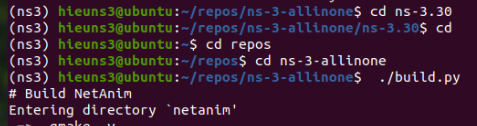 (ns3) hieuns3@ubuntu:~/repos/ns-3-allinone$ cd ns-3.30
(ns3) hieuns3@ubuntu:~/repos/ns-3-allinone/ns-3.30$ cd
(ns3) hieuns3@ubuntu:~$ cd repos
(ns3) hieuns3@ubuntu:~/repos$ cd ns-3-allinone
(ns3) hieuns3@ubuntu:~/repos/ns-3-allinone$  ./build.py
# Build NetAnim
Entering directory `netanim'
=> qmake -v